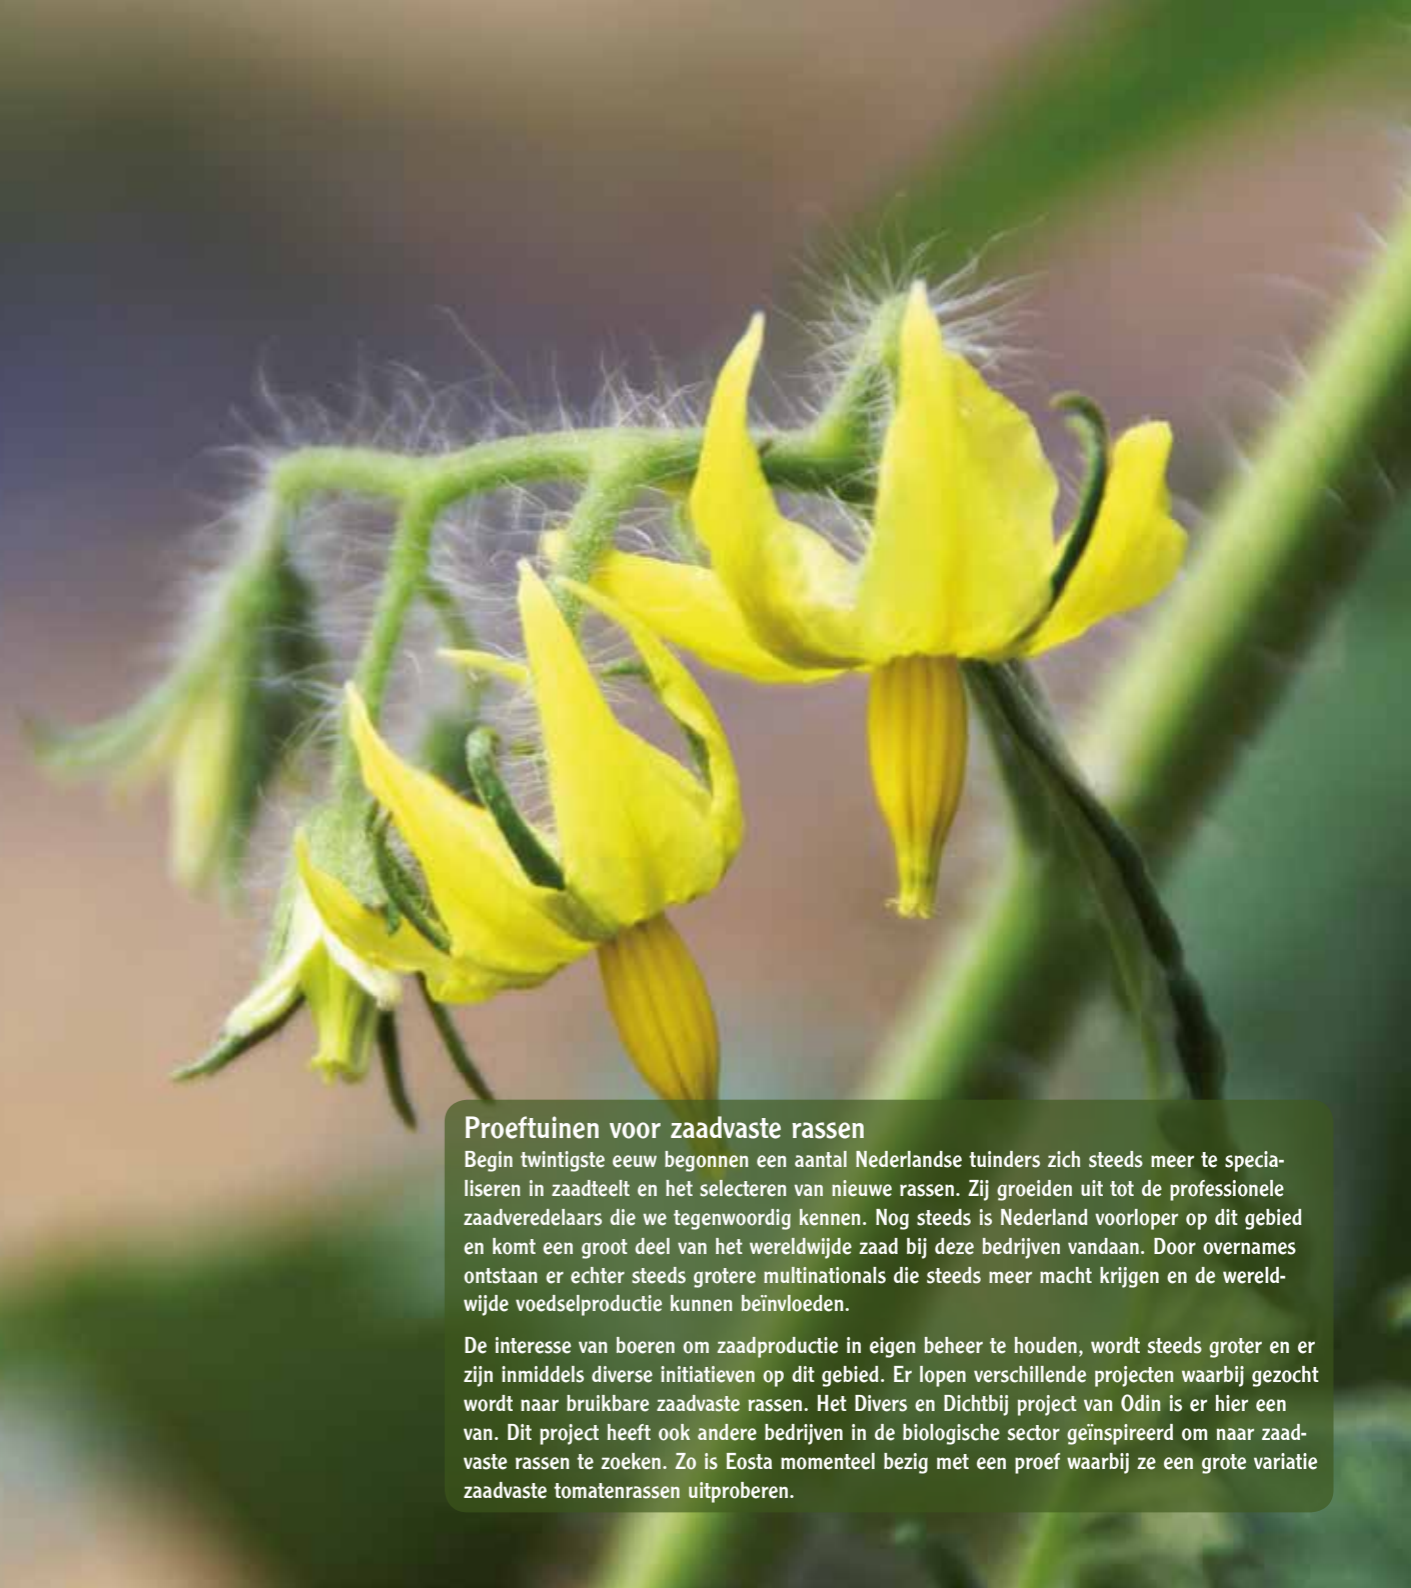 Proeftuinen voor zaadvaste rassen
Begin twintigste eeuw begonnen een aantal Nederlandse tuinders zich steeds meer te specia-
liseren in zaadteelt en het selecteren van nieuwe rassen. Zij groeiden uit tot de professionele
zaadveredelaars die we tegenwoordig kennen. Nog steeds is Nederland voorloper op dit gebied
en komt een groot deel van het wereldwijde zaad bij deze bedrijven vandaan. Door overnames
ontstaan er echter steeds grotere multinationals die steeds meer macht krijgen en de wereld-
wijde voedselproductie kunnen beïnvloeden.
De interesse van boeren om zaadproductie in eigen beheer te houden, wordt steeds groter en er
zijn inmiddels diverse initiatieven op dit gebied. Er lopen verschillende projecten waarbij gezocht
wordt naar bruikbare zaadvaste rassen. Het Divers en Dichtbij project van Odin is er hier een
van. Dit project heeft ook andere bedrijven in de biologische sector geïnspireerd om naar zaad-
vaste rassen te zoeken. Zo is Eosta momenteel bezig met een proef waarbij ze een grote variatie
zaadvaste tomatenrassen uitproberen.